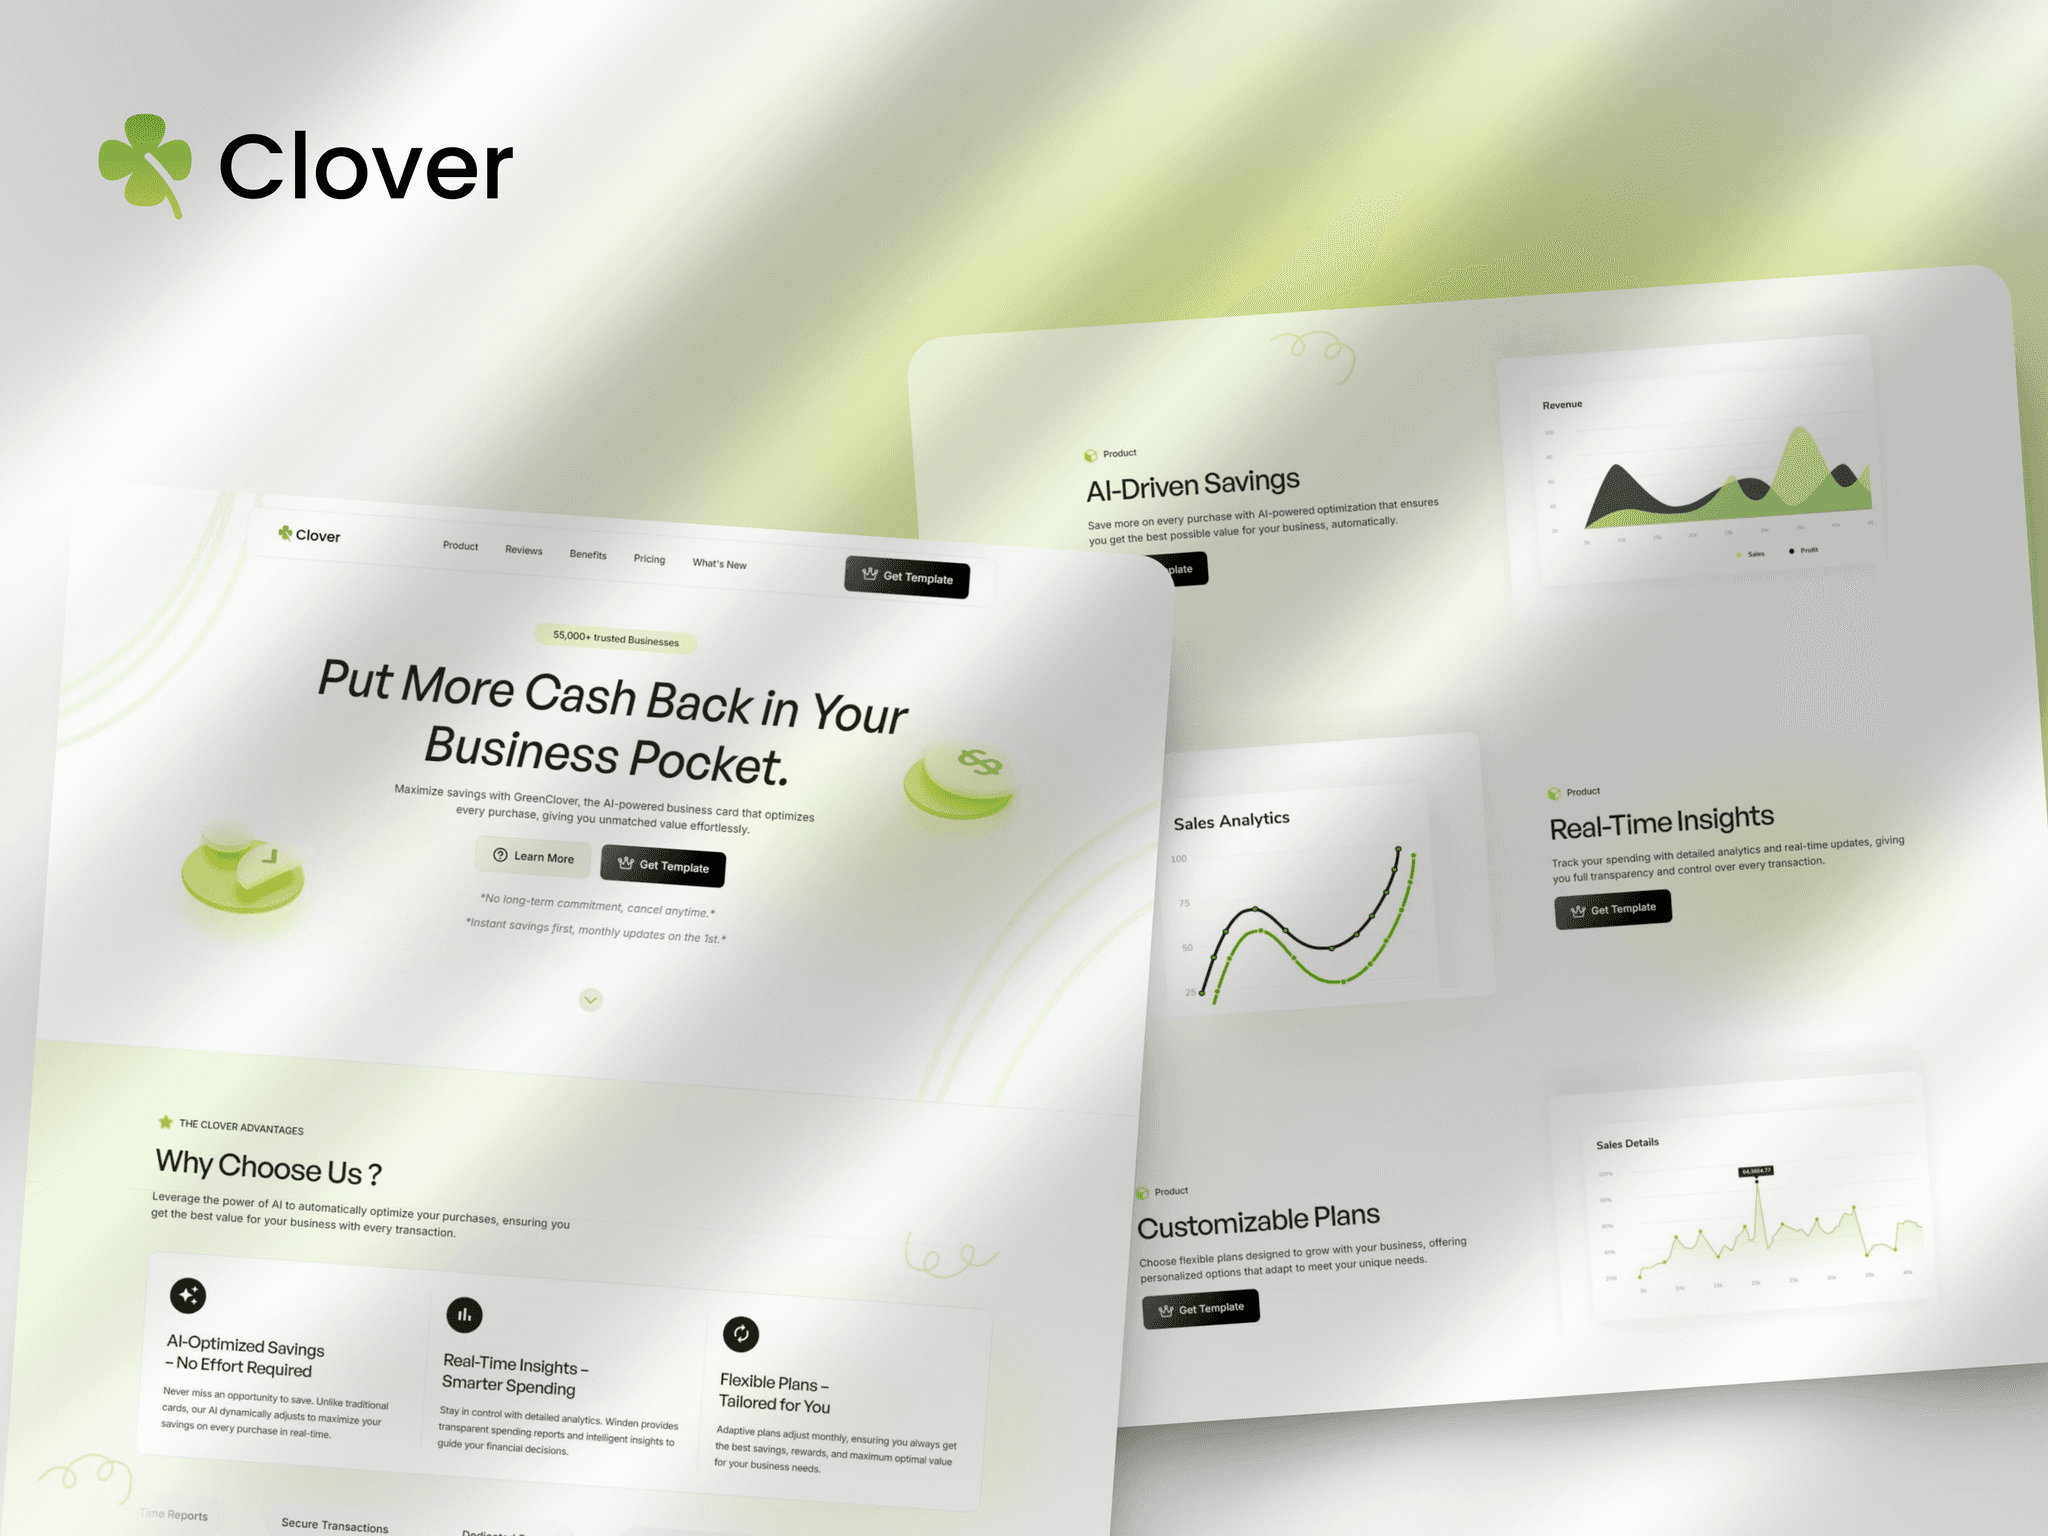 Clover
Clover
Product
Reviews
Benefits
Pricing
What's New
Get Template
55,000+ trusted Businesses
Put More Cash Back in Your
Business Pocket.
Maximize savings with GreenClover, the AI-powered business card that optimizes
every purchase, giving you unmatched value effortlessly.
Learn More
Get Template
*No long-term commitment, cancel anytime.*
*Instant savings first, monthly updates on the 1st.*
THE CLOVER ADVANTAGES
Why Choose Us ?
Leverage the power of AI to automatically optimize your purchases, ensuring you
get the best value for your business with every transaction.
AI-Optimized Savings
– No Effort Required
Never miss an opportunity to save. Unlike traditional
cards, our AI dynamically adjusts to maximize your
savings on every purchase in real-time.
Real-Time Insights –
Smarter Spending
Stay in control with detailed analytics. Winden provides
transparent spending reports and intelligent insights to
guide your financial decisions.
Flexible Plans –
Tailored for You
Adaptive plans adjust monthly, ensuring you always get
the best savings, rewards, and maximum optimal value
for your business needs.
Time Reports
Secure Transactions
Product
AI-Driven Savings
Save more on every purchase with AI-powered optimization that ensures
you get the best possible value for your business, automatically.
plate
Revenue
Sales
Profit
Sales Analytics
100
75
50
25
Product
Real-Time Insights
Track your spending with detailed analytics and real-time updates, giving
you full transparency and control over every transaction.
Get Template
Product
Customizable Plans
Choose flexible plans designed to grow with your business, offering
personalized options that adapt to meet your unique needs.
Get Template
Sales Details